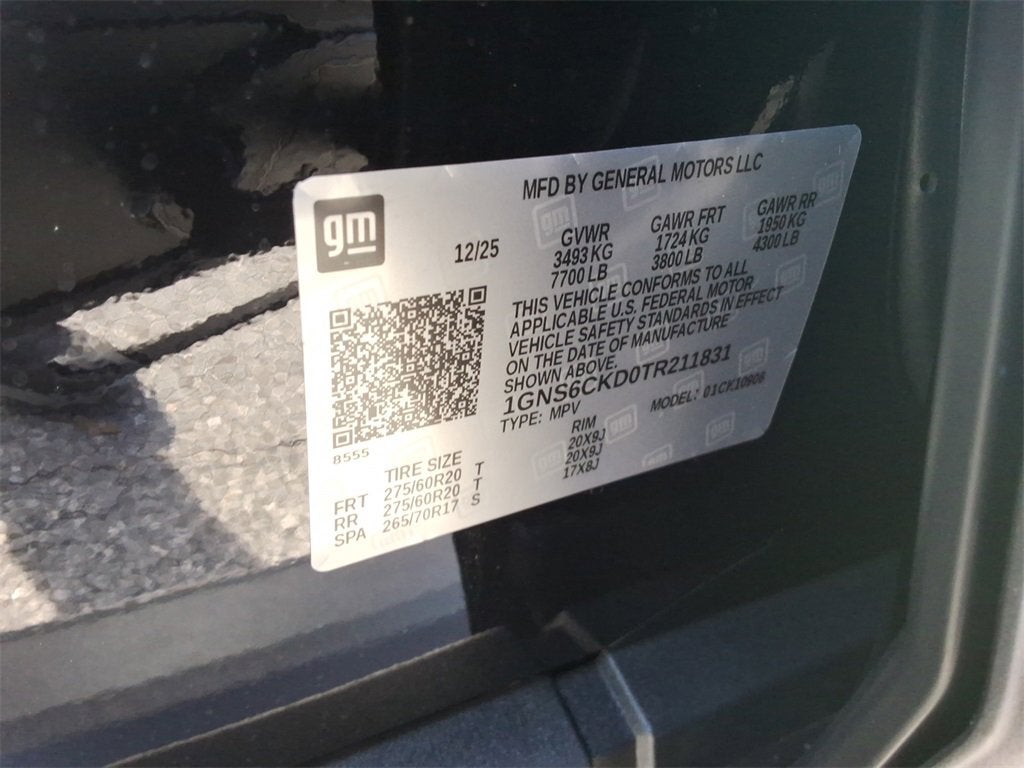 MFD BY GENERAL MOTORS LLC
gm
12/25
GVWR
3493 KG
7700 LB
GAWR FRT
1724 KG
3800 LB
GAWR RR
1950 KG
4300 LB
THIS VEHICLE CONFORMS TO ALL
APPLICABLE U.S. FEDERAL MOTOR
VEHICLE SAFETY STANDARDS IN EFFECT
ON THE DATE OF MANUFACTURE
SHOWN ABOVE.
1GNS6CKD0TR211831
TYPE: MPV
MODEL: 01CK10906
8555
TIRE SIZE
RIM
FRT 275/60R20 T 20X9J
RR 275/60R20 T 20X9J
SPA 265/70R17 S 17X8J